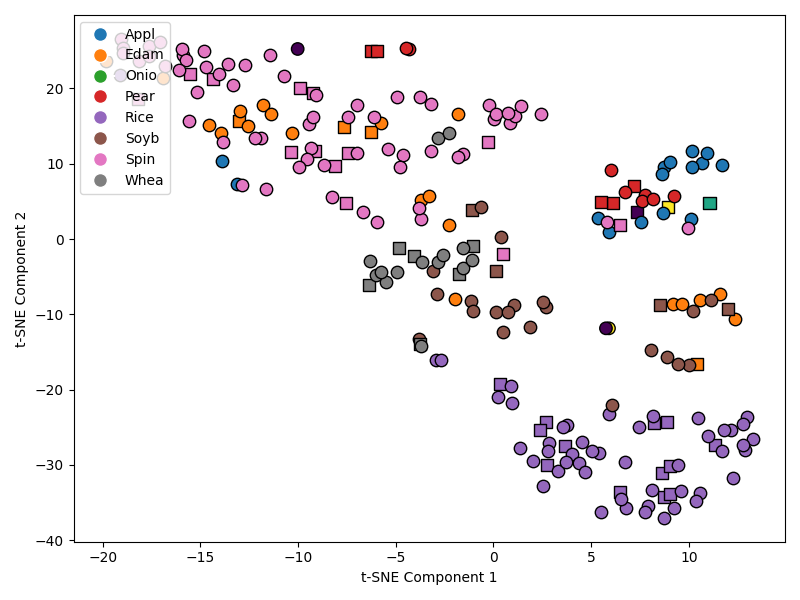 Appl
Edam
Onio
Pear
Rice
Soyb
Spin
Whea
20
10
0
−10
−20
−30
−40
t-SNE Component 2
−20 −15 −10 −5 0 5 10
t-SNE Component 1